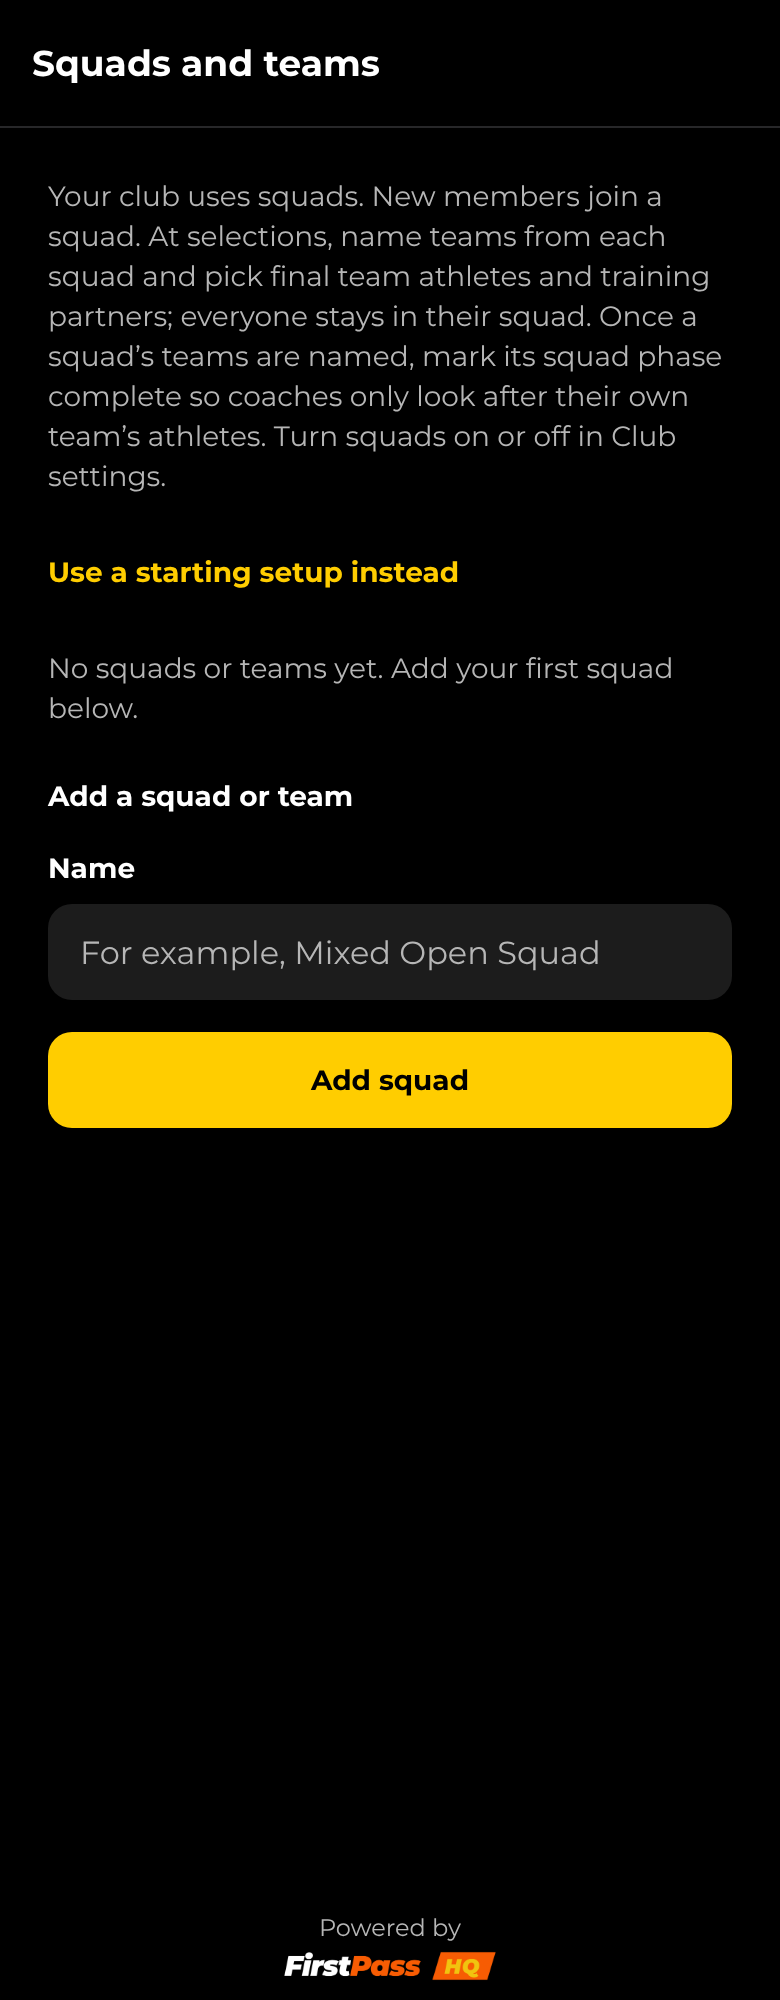 Squads and teams
Your club uses squads. New members join a
squad. At selections, name teams from each
squad and pick final team athletes and training
partners; everyone stays in their squad. Once a
squad’s teams are named, mark its squad phase
complete so coaches only look after their own
team’s athletes. Turn squads on or off in Club
settings.
Use a starting setup instead
No squads or teams yet. Add your first squad
below.
Add a squad or team
Name
For example, Mixed Open Squad
Add squad
Powered by
FirstPass HQ